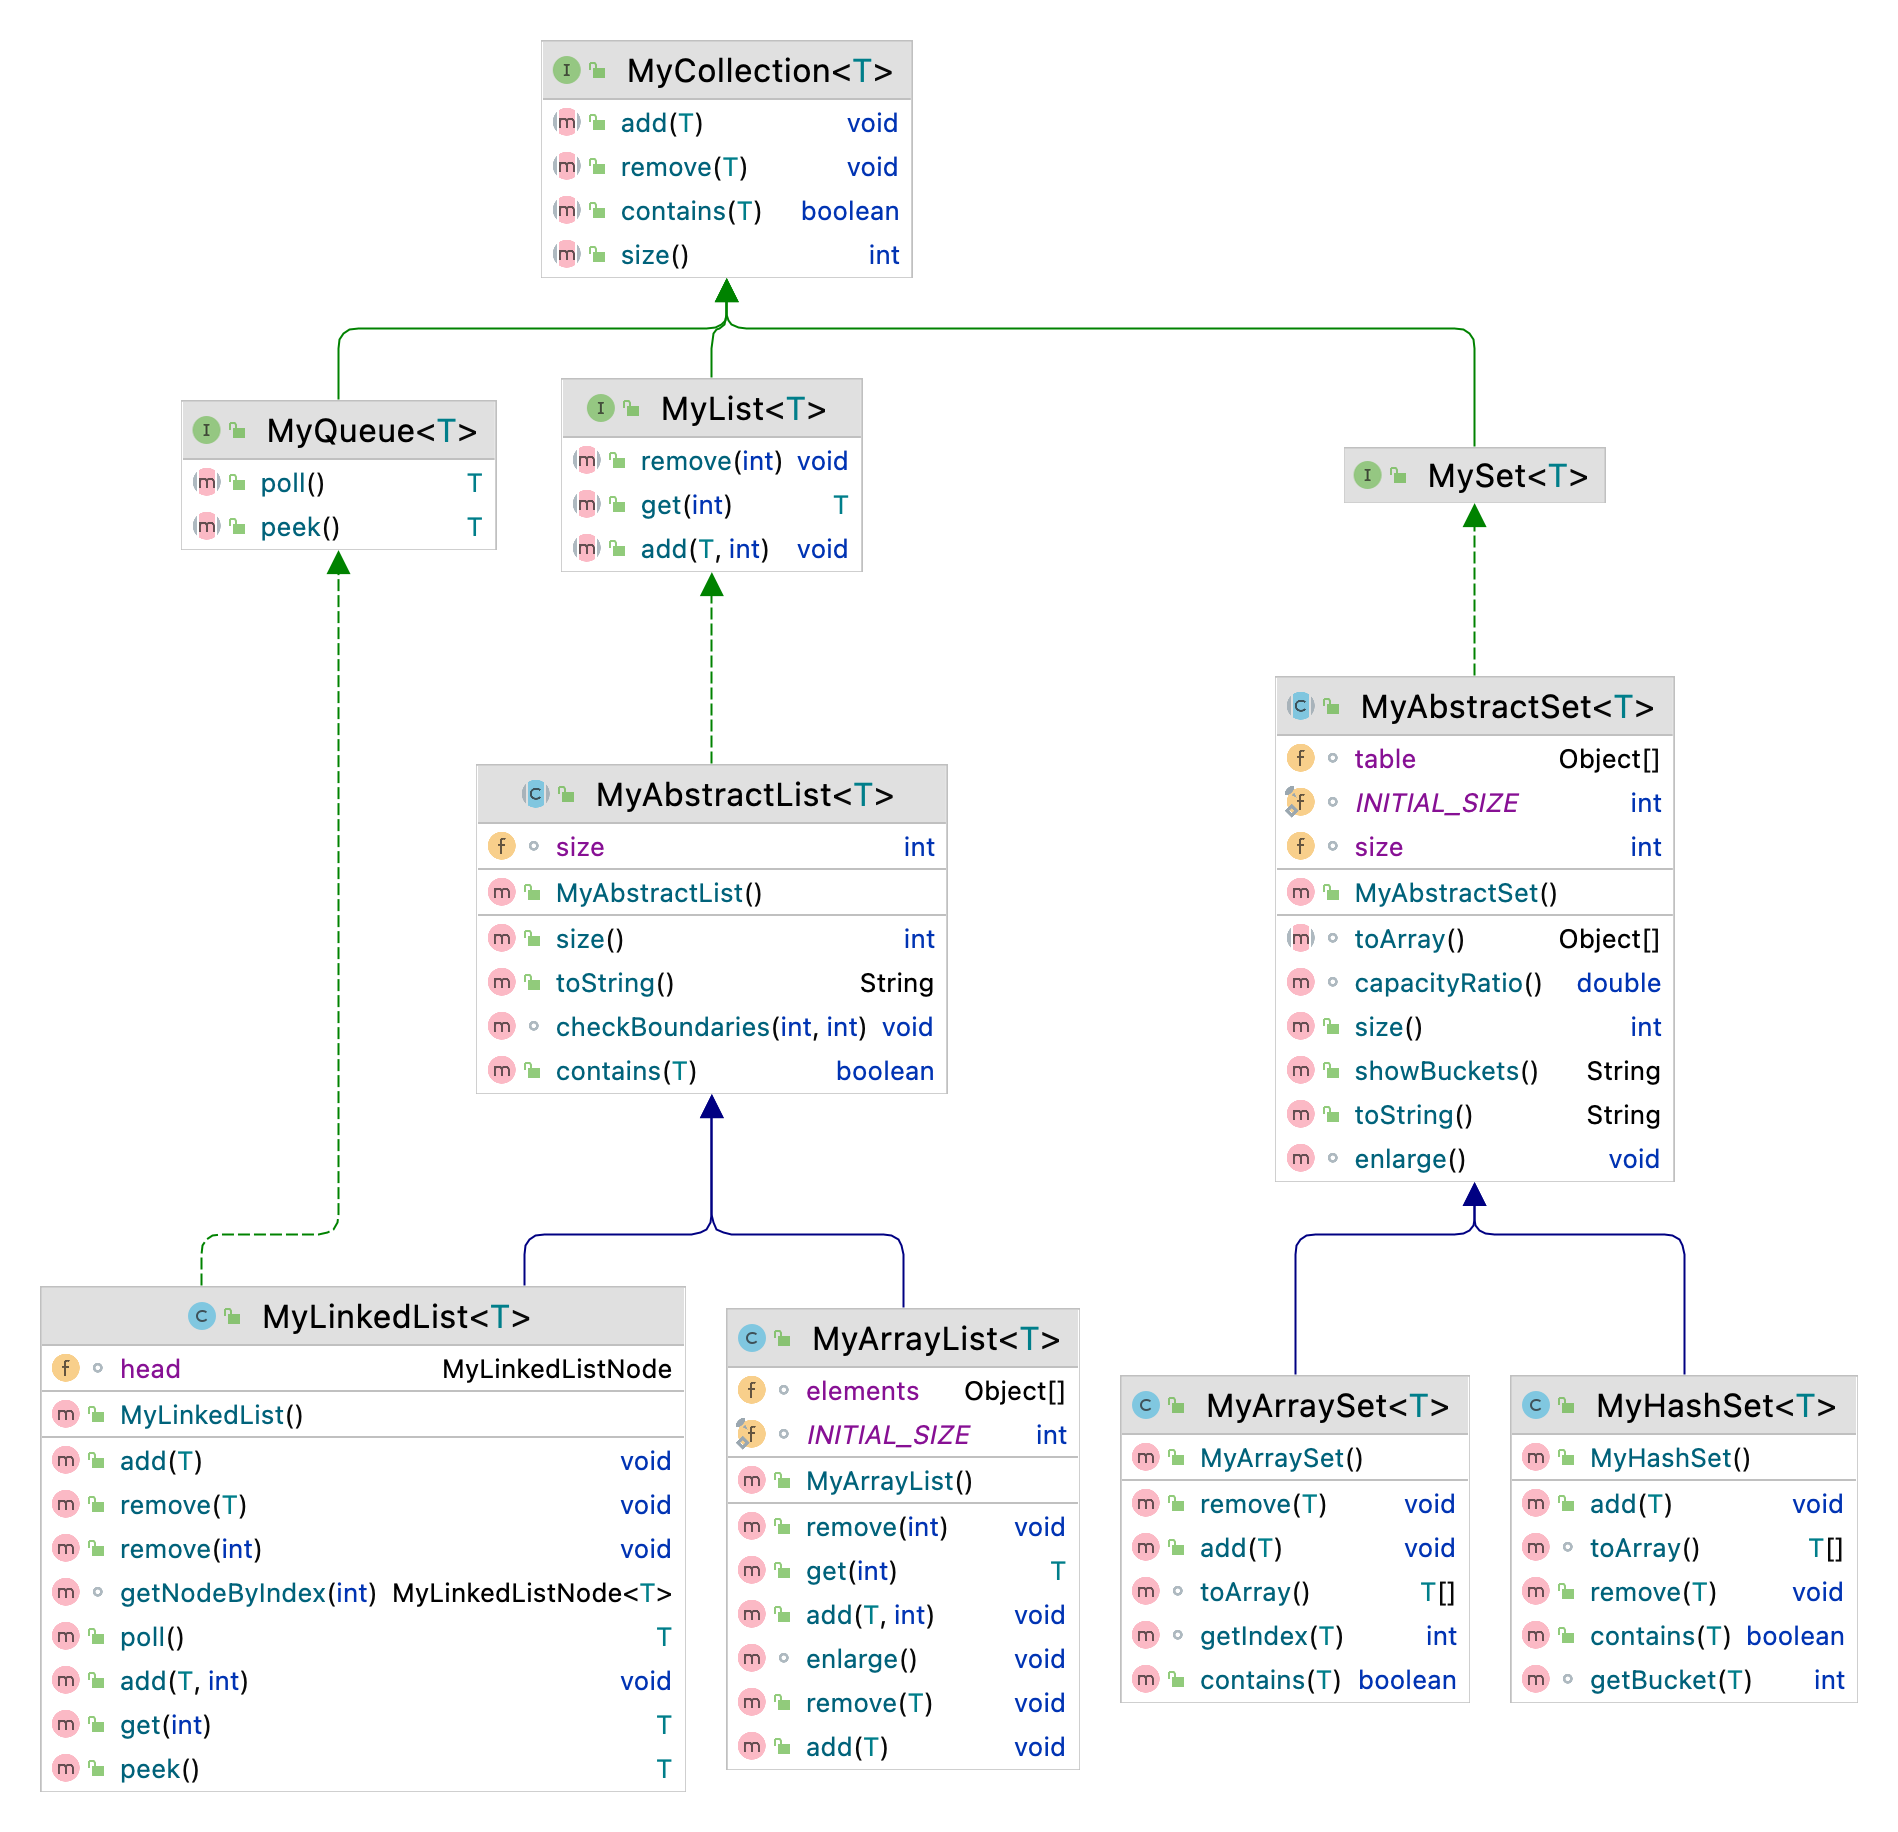 MyCollection<T>
add(T) void
remove(T) void
contains(T) boolean
size() int
MyQueue<T>
poll() T
peek() T
MyList<T>
remove(int) void
get(int) T
add(T, int) void
MySet<T>
MyAbstractList<T>
size int
MyAbstractList()
size() int
toString() String
checkBoundaries(int, int) void
contains(T) boolean
MyAbstractSet<T>
table Object[]
INITIAL_SIZE int
size int
MyAbstractSet()
toArray() Object[]
capacityRatio() double
size() int
showBuckets() String
toString() String
enlarge() void
MyLinkedList<T>
head MyLinkedListNode
MyLinkedList()
add(T) void
remove(T) void
remove(int) void
getNodeByIndex(int) MyLinkedListNode<T>
poll() T
add(T, int) void
get(int) T
peek() T
MyArrayList<T>
elements Object[]
INITIAL_SIZE int
MyArrayList()
remove(int) void
get(int) T
add(T, int) void
enlarge() void
remove(T) void
add(T) void
MyArraySet<T>
MyArraySet()
remove(T) void
add(T) void
toArray() T[]
getIndex(T) int
contains(T) boolean
MyHashSet<T>
MyHashSet()
add(T) void
toArray() T[]
remove(T) void
contains(T) boolean
getBucket(T) int